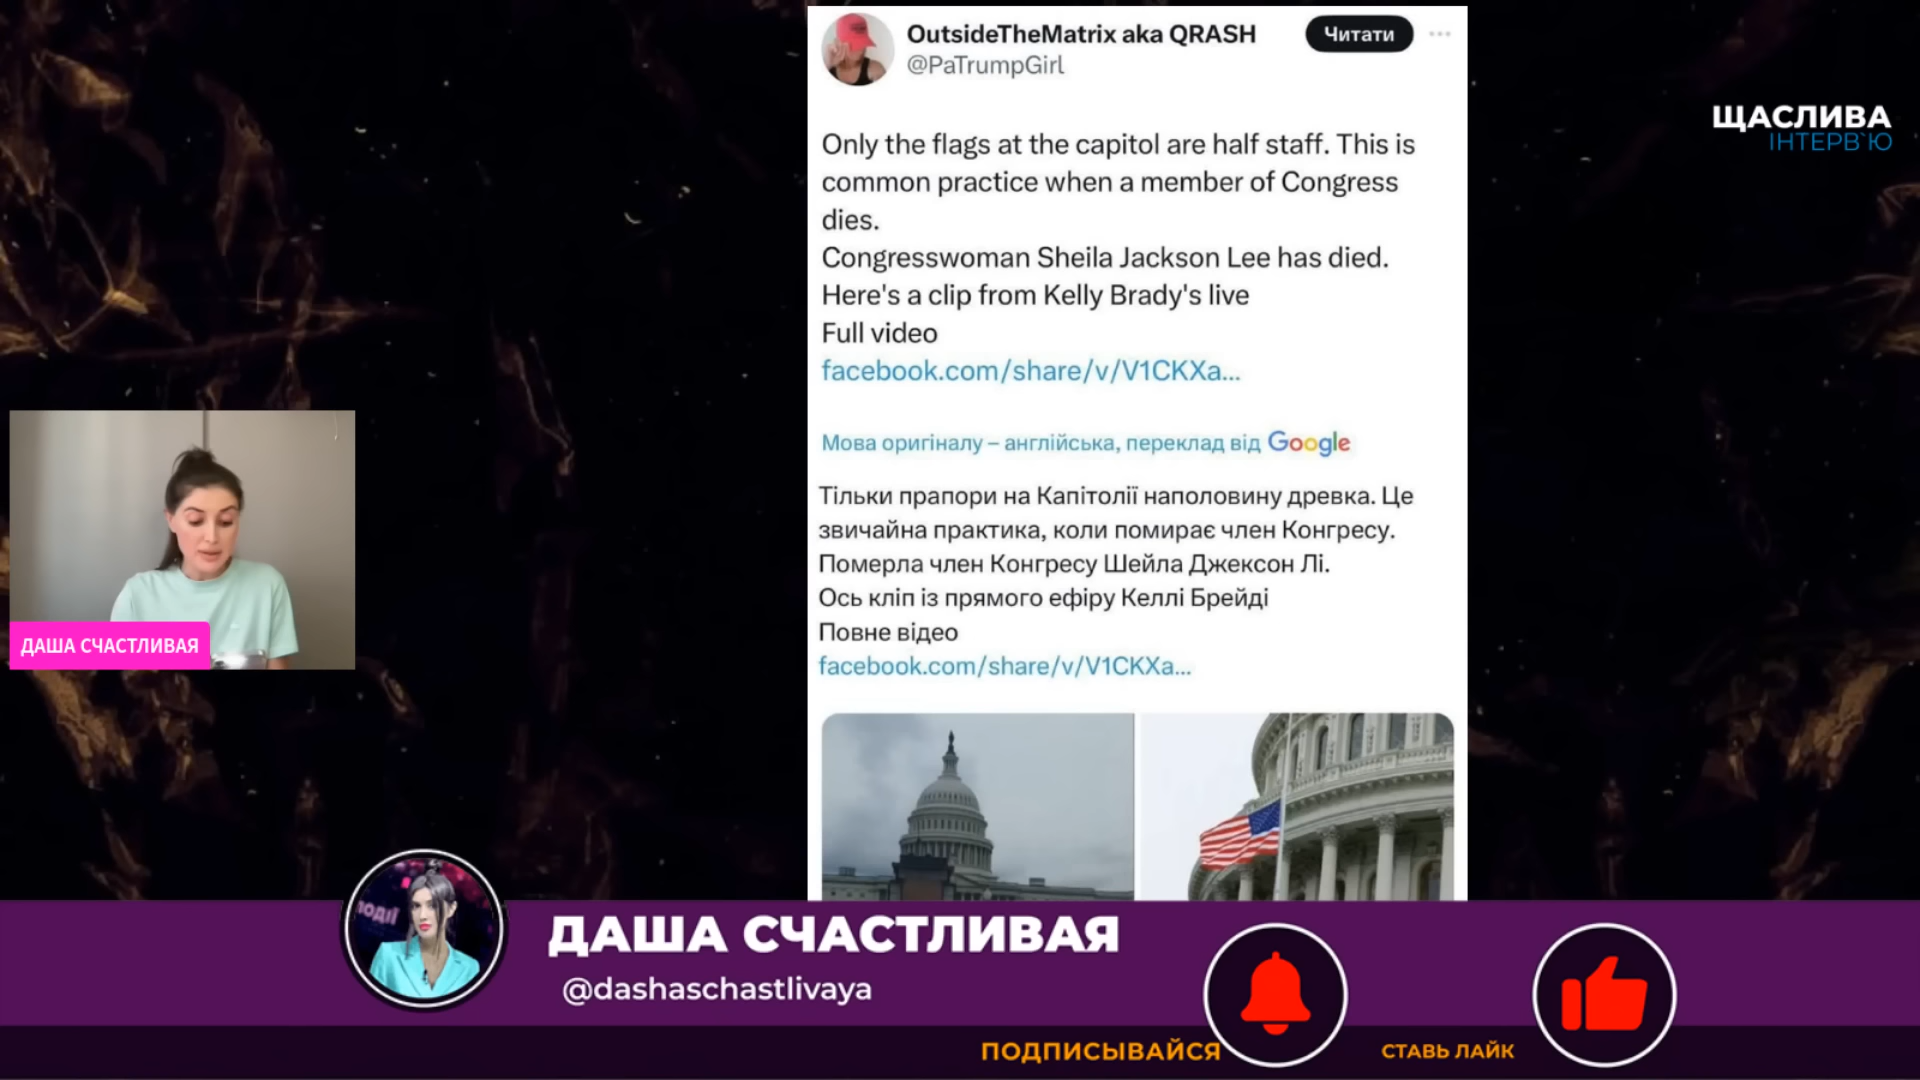 OutsideTheMatrix aka QRASH
@PaTrumpGirl
Читати
ЩАСЛИВА
ІНТЕРВ`Ю
Only the flags at the capitol are half staff. This is
common practice when a member of Congress
dies.
Congresswoman Sheila Jackson Lee has died.
Here's a clip from Kelly Brady's live
Full video
facebook.com/share/v/V1CKXa...
Мова оригіналу – англійська, переклад від Google
Тільки прапори на Капітолії наполовину древка. Це
звичайна практика, коли помирає член Конгресу.
Померла член Конгресу Шейла Джексон Лі.
Ось кліп із прямого ефіру Келлі Брейді
Повне відео
facebook.com/share/v/V1CKXa...
ДАША СЧАСТЛИВАЯ
ПОДІЇ
ДАША СЧАСТЛИВАЯ
@dashaschastlivaya
ПОДПИСЫВАЙСЯ
СТАВЬ ЛАЙК